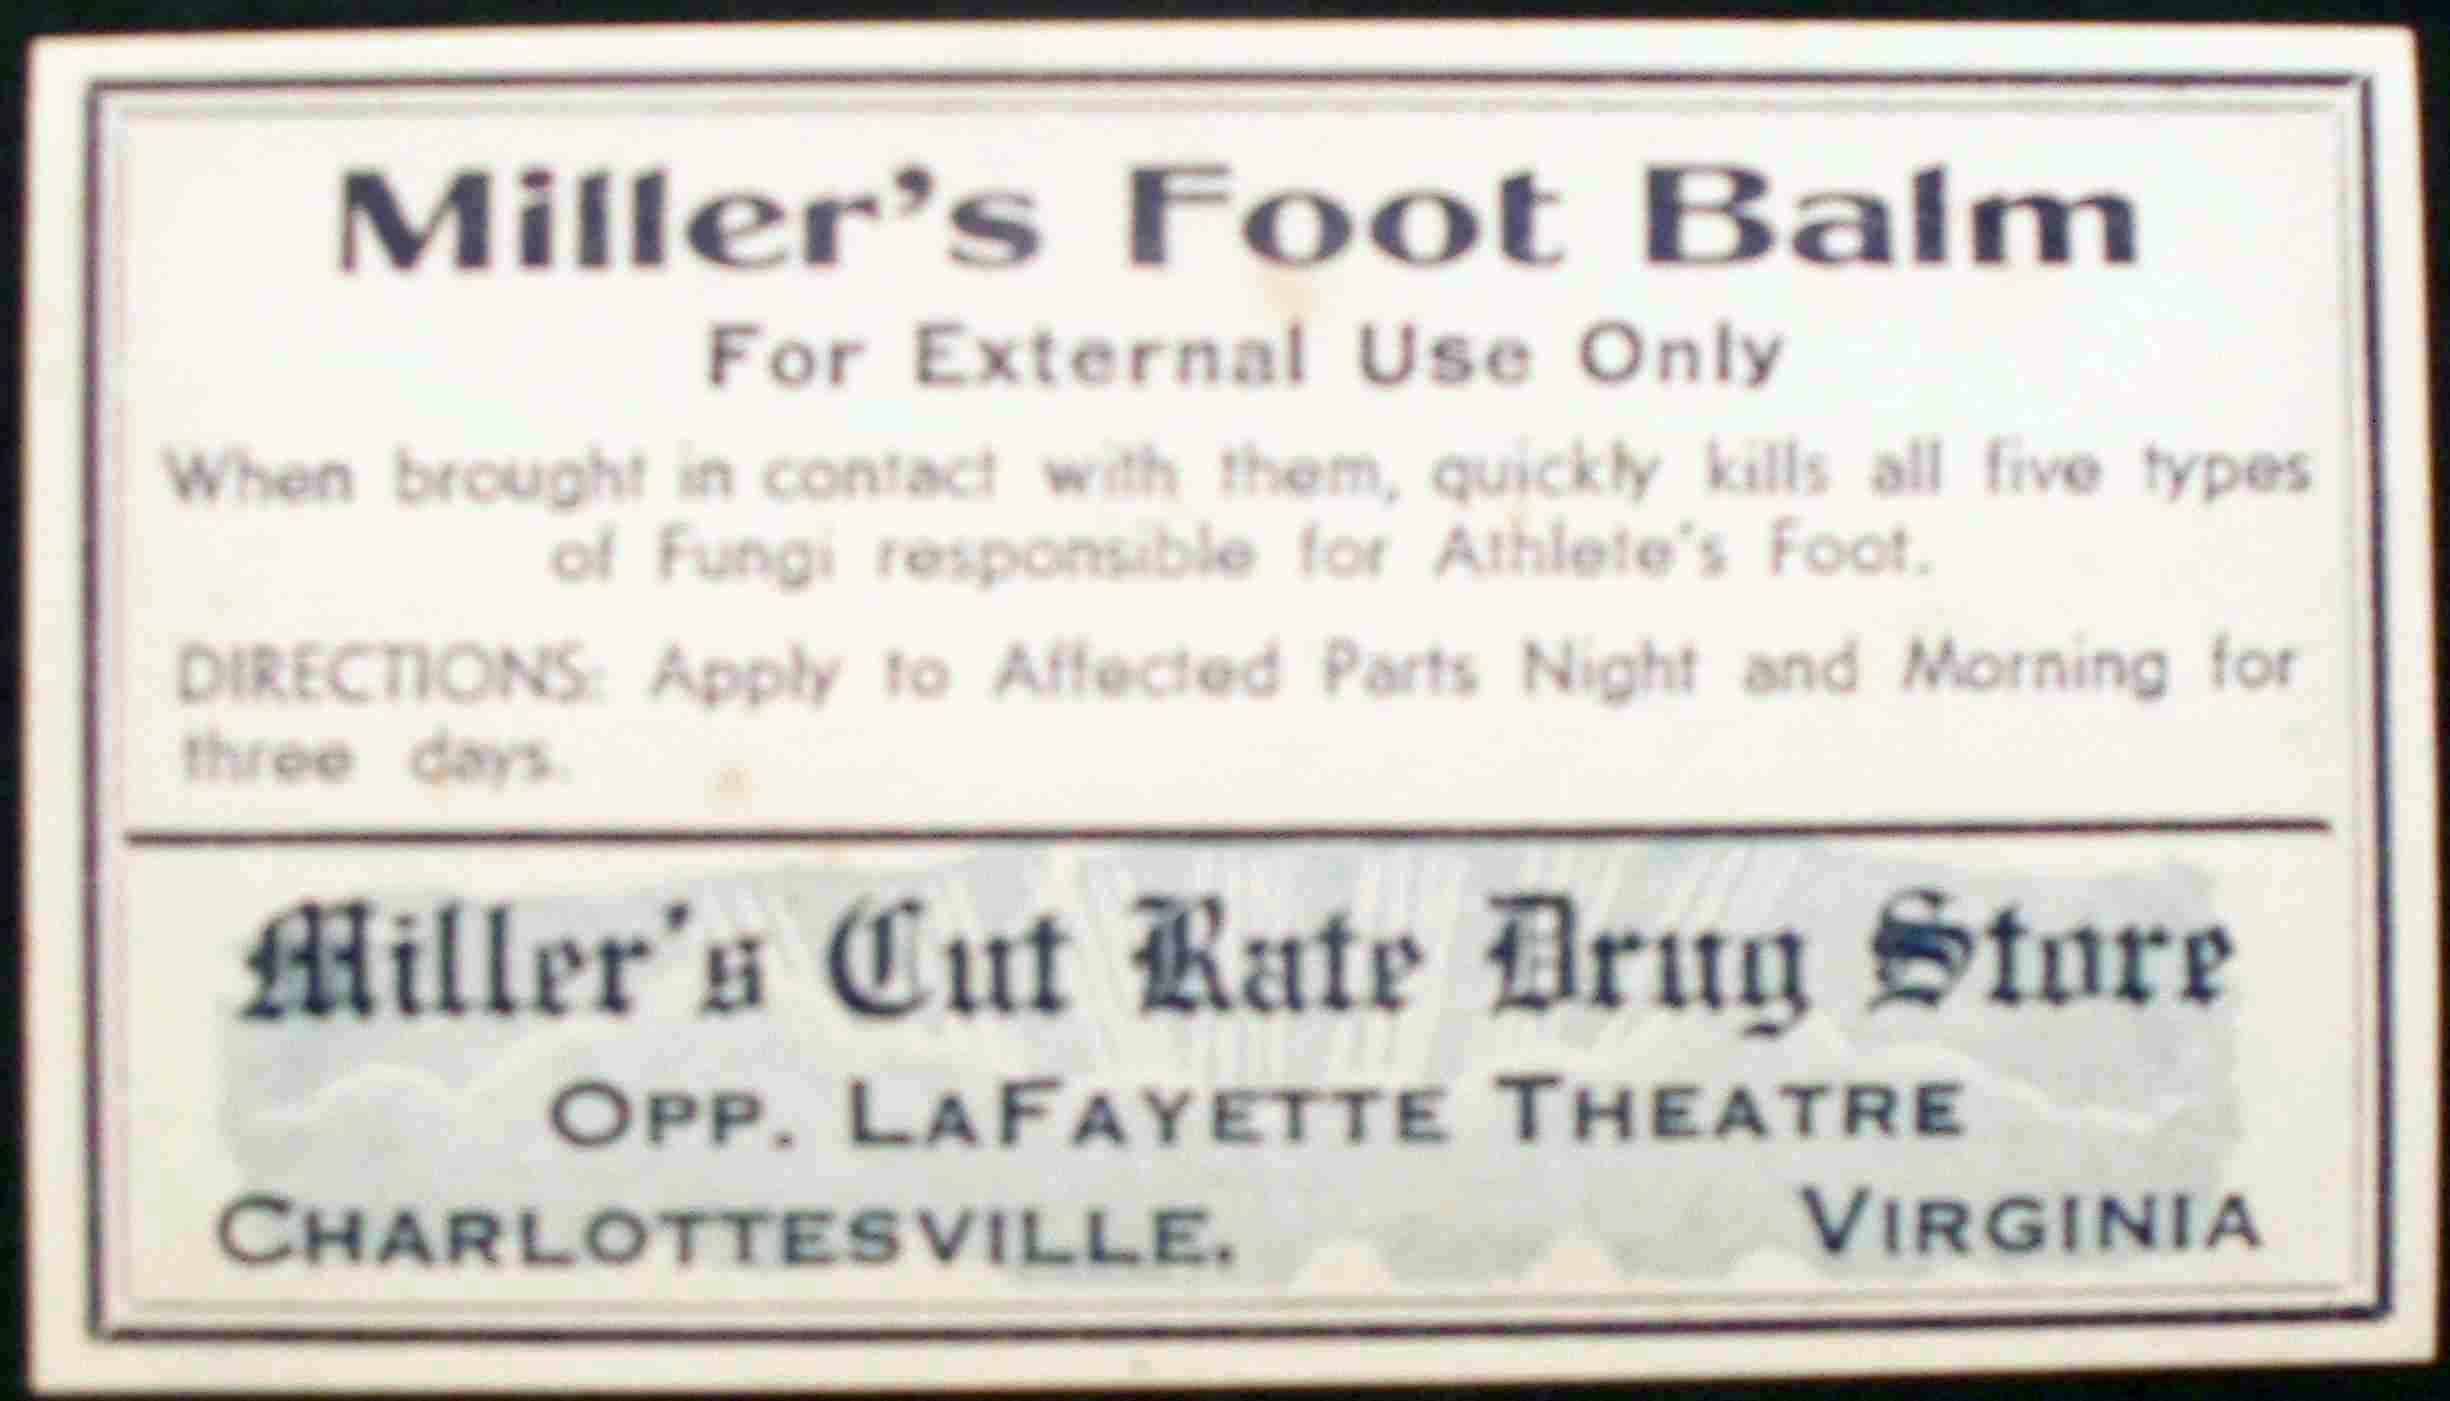 Miller's Foot Balm
For External Use Only
When brought in contact with them, quickly kills all five types
of Fungi responsible for Athlete's Foot.
DIRECTIONS: Apply to Affected Parts Night and Morning for
three days.
Miller's Cut Rate Drug Store
OPP. LAFAYETTE THEATRE
CHARLOTTESVILLE. VIRGINIA